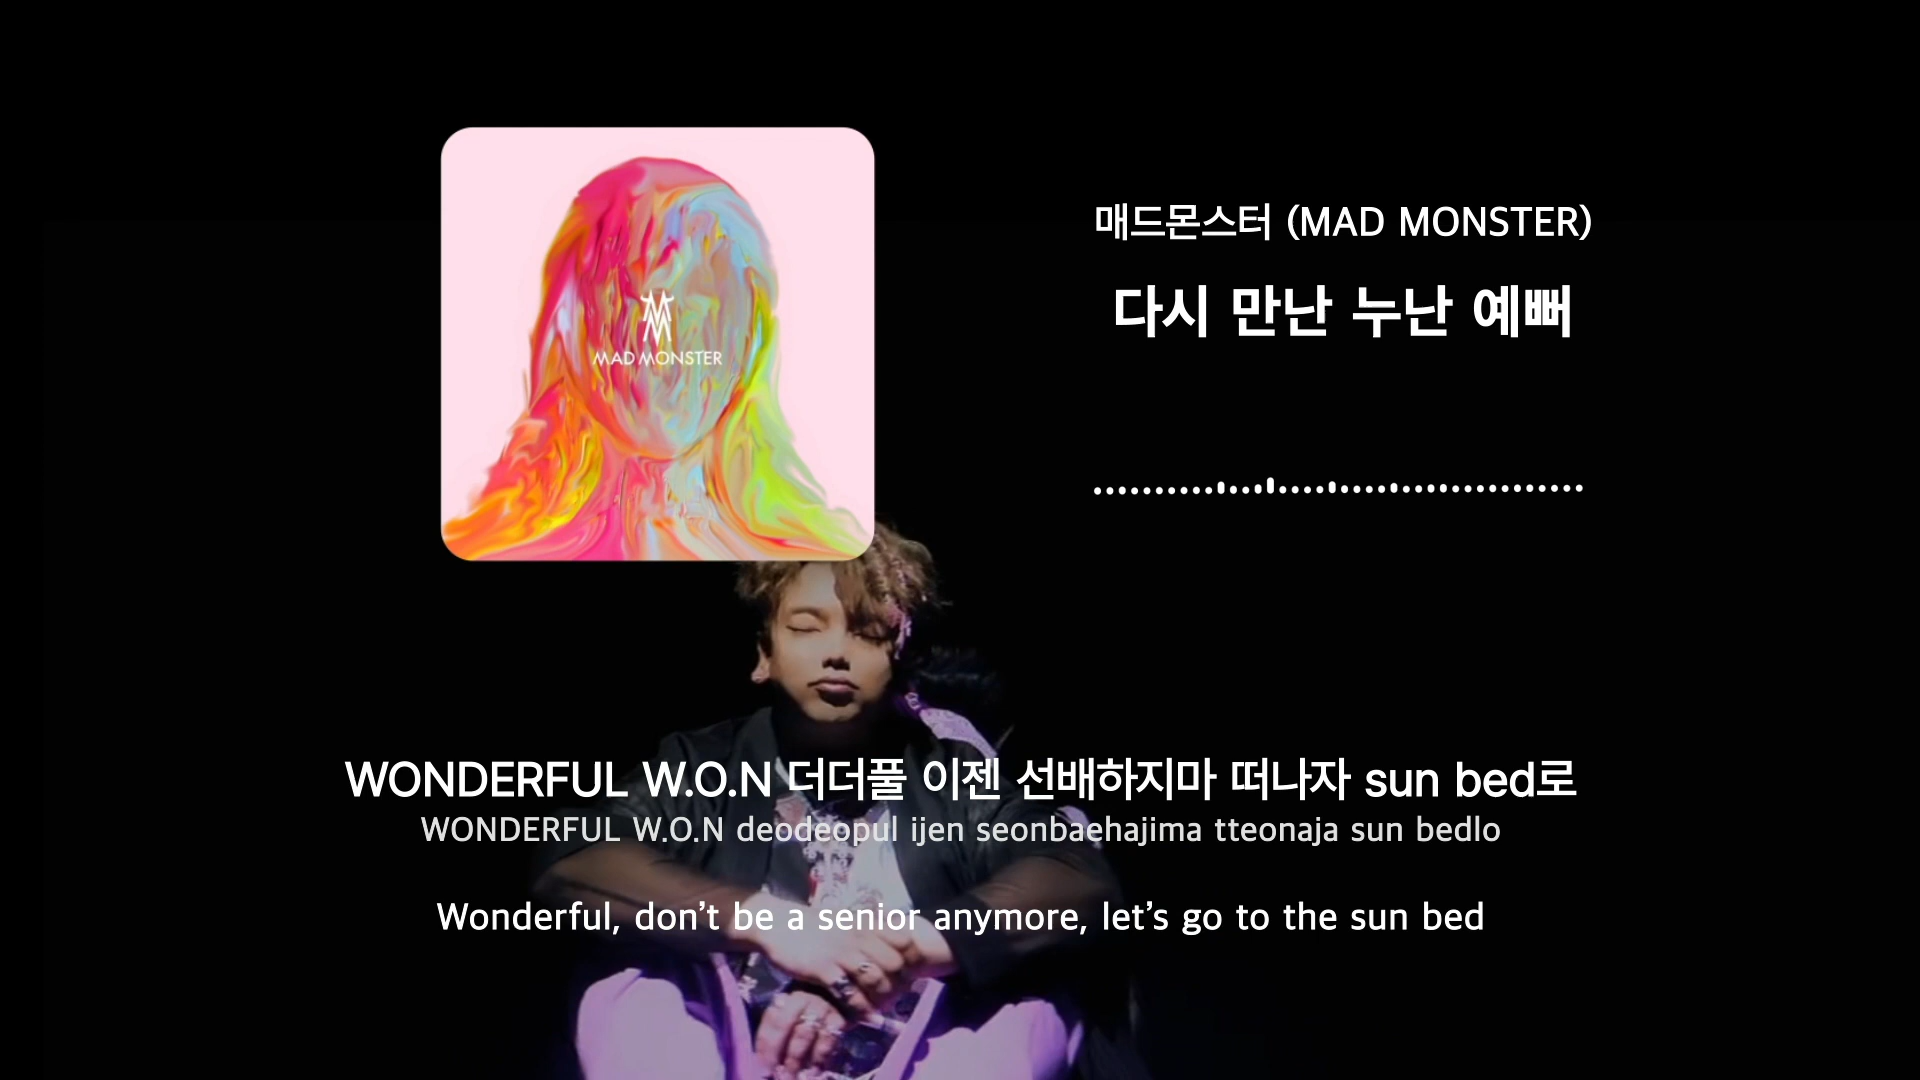 MAD MONSTER
매드몬스터 (MAD MONSTER)
다시 만난 누난 예뻐
WONDERFUL W.O.N 더더풀 이젠 선배하지마 떠나자 sun bed로
WONDERFUL W.O.N deodeopul ijen seonbaehajima tteonaja sun bedlo
Wonderful, don't be a senior anymore, let's go to the sun bed